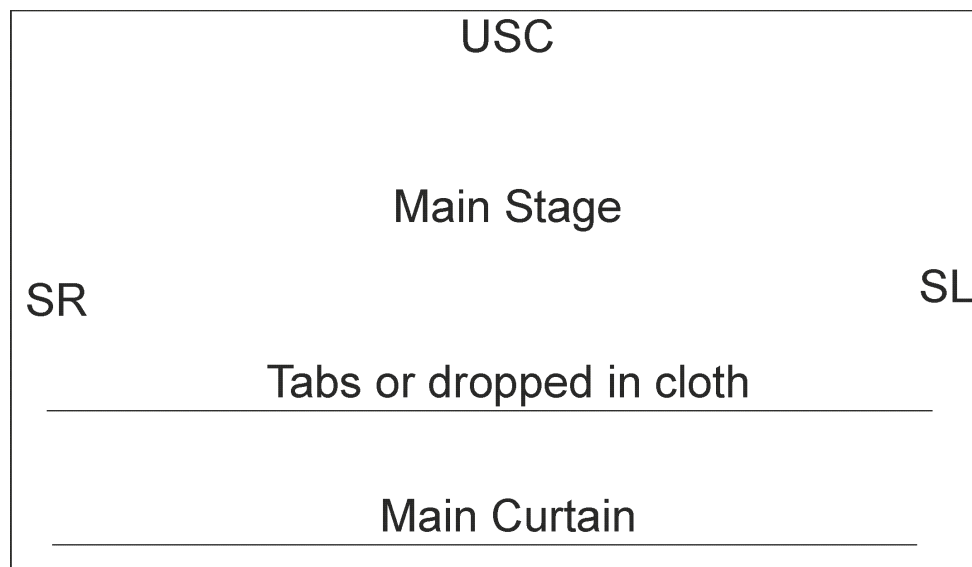 USC
Main Stage
SR
SL
Tabs or dropped in cloth
Main Curtain